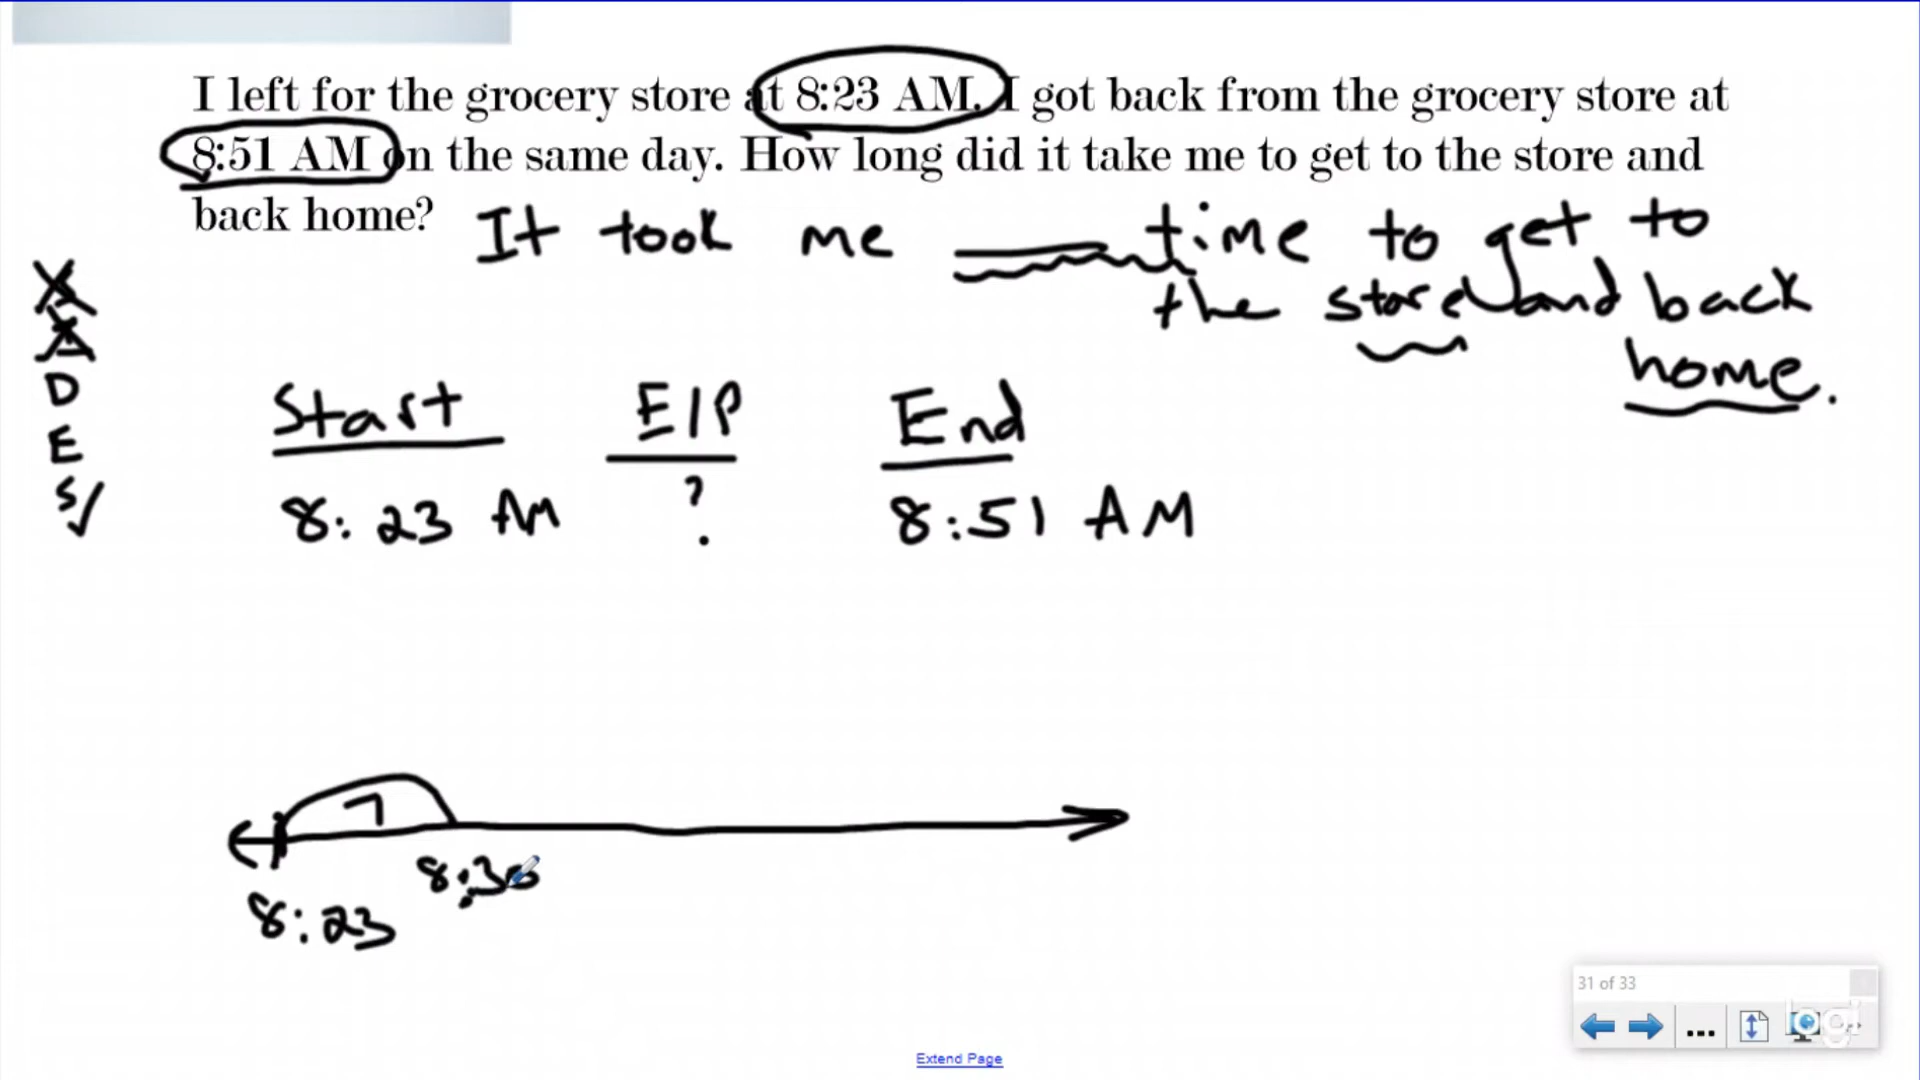 I left for the grocery store at 8:23 AM. I got back from the grocery store at
8:51 AM on the same day. How long did it take me to get to the store and
back home? It took me ____ time to get to
the store and back
home.
D
E
S
Start E/P End
8:23 AM ? 8:51 AM
7
8:30
8:23
31 of 33
...
logi
Extend Page